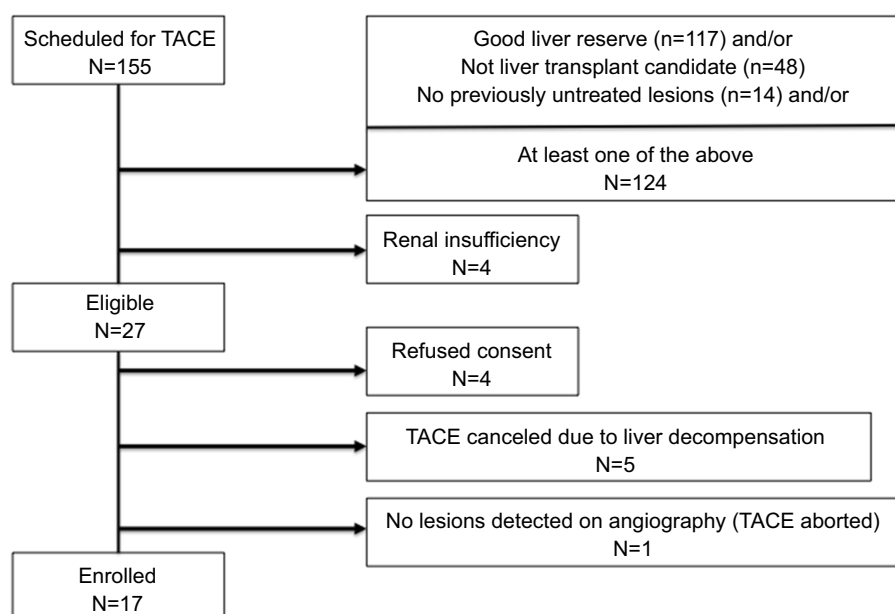 Scheduled for TACE
N=155
Good liver reserve (n=117) and/or
Not liver transplant candidate (n=48)
No previously untreated lesions (n=14) and/or
At least one of the above
N=124
Renal insufficiency
N=4
Eligible
N=27
Refused consent
N=4
TACE canceled due to liver decompensation
N=5
No lesions detected on angiography (TACE aborted)
N=1
Enrolled
N=17